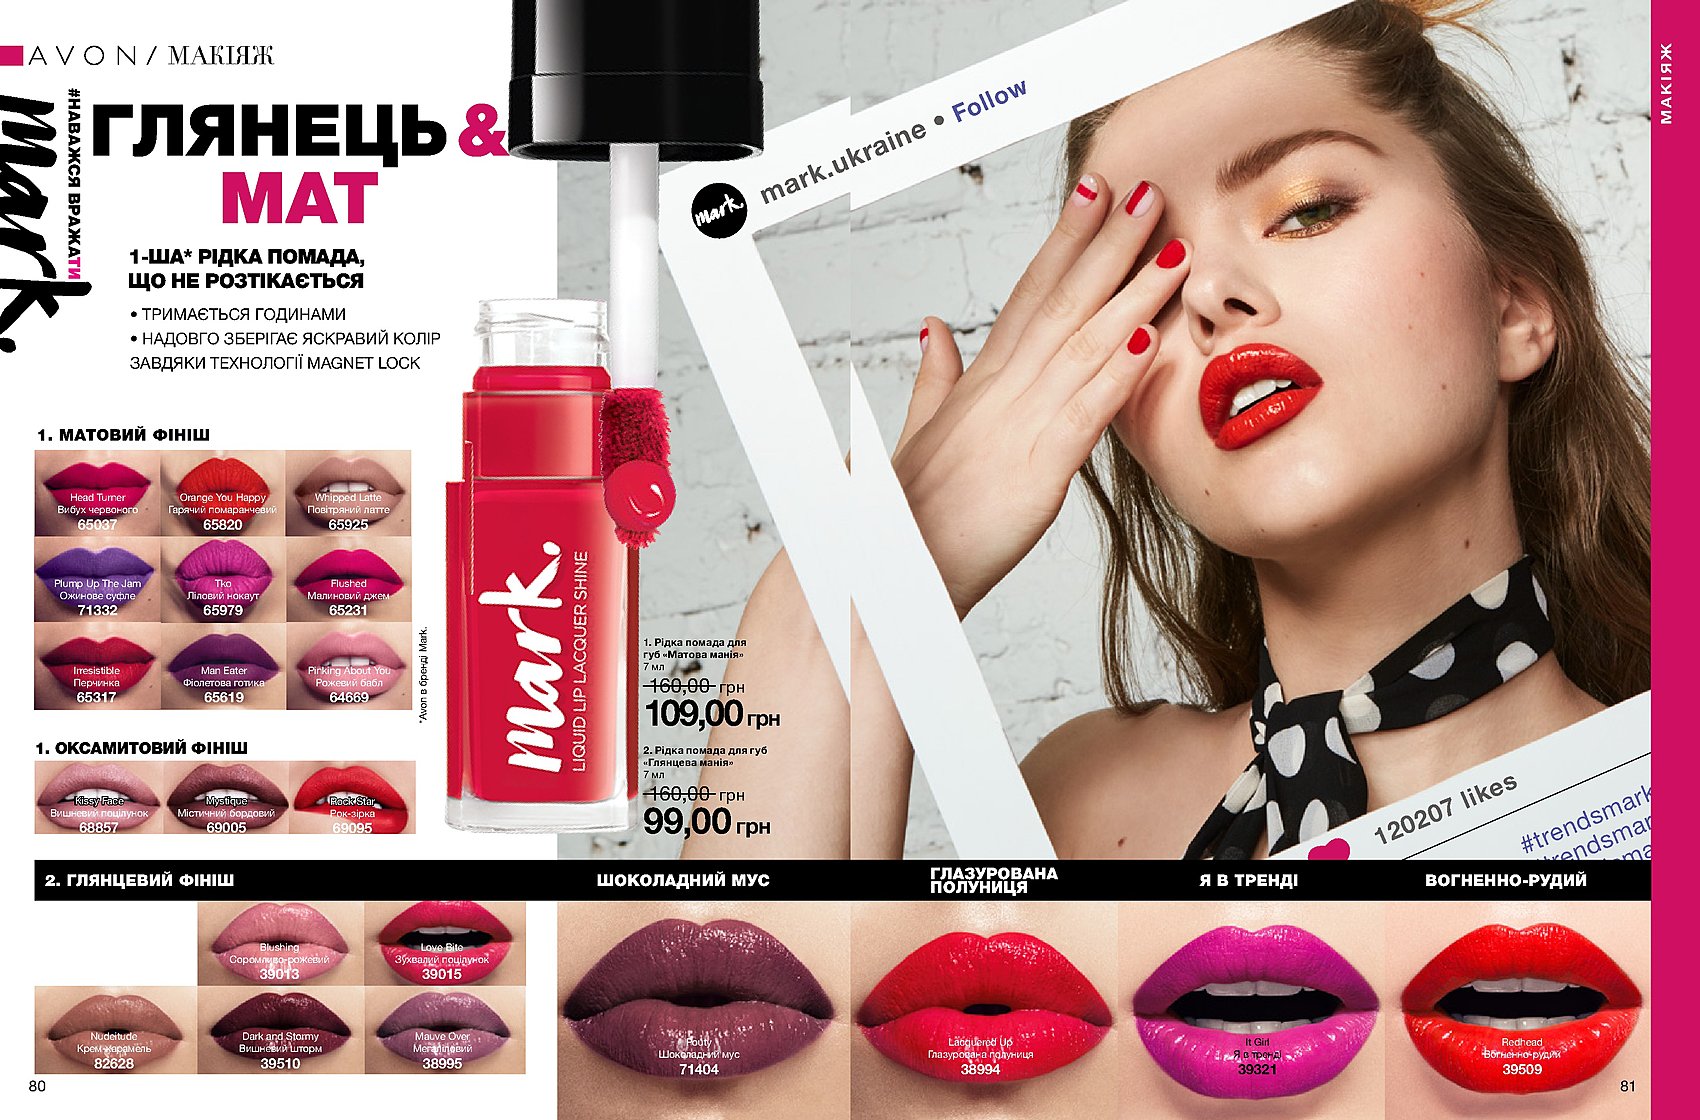 AVON / МАКІЯЖ
mark.
#НАВАЖСЯ ВРАЖАТИ
ГЛЯНЕЦЬ &
МАТ
1-ША* РІДКА ПОМАДА,
ЩО НЕ РОЗТІКАЄТЬСЯ
• ТРИМАЄТЬСЯ ГОДИНАМИ
• НАДОВГО ЗБЕРІГАЄ ЯСКРАВИЙ КОЛІР
ЗАВДЯКИ ТЕХНОЛОГІЇ MAGNET LOCK
1. МАТОВИЙ ФІНІШ
Head Turner
Вибух червоного
65037
Orange You Happy
Гарячий помаранчевий
65820
Whipped Latte
Повітряний латте
65925
Plump Up The Jam
Ожинове суфле
71332
Tko
Ліловий нокаут
65979
Flushed
Малиновий джем
65231
Irresistible
Перчинка
65317
Man Eater
Фіолетова готика
65619
Pinking About You
Рожевий бабл
64669
*Avon в бренді Mark.
1. ОКСАМИТОВИЙ ФІНІШ
Kissy Face
Вишневий поцілунок
68857
Mystique
Містичний бордовий
69005
Rock Star
Рок-зірка
69095
mark.
LIQUID LIP LACQUER SHINE
1. Рідка помада для
губ «Матова манія»
7 мл
160,00 грн
109,00 грн
2. Рідка помада для губ
«Глянцева манія»
7 мл
160,00 грн
99,00 грн
mark.
mark.ukraine • Follow
120207 likes
#trendsmark
МАКІЯЖ
2. ГЛЯНЦЕВИЙ ФІНІШ
Blushing
Соромливо-рожевий
39013
Love Bite
Зухвалий поцілунок
39015
Nudeitude
Крем-карамель
82628
Dark and Stormy
Вишневий шторм
39510
Mauve Over
Мегаліловий
38995
ШОКОЛАДНИЙ МУС
Pouty
Шоколадний мус
71404
ГЛАЗУРОВАНА
ПОЛУНИЦЯ
Lacquered Up
Глазурована полуниця
38994
Я В ТРЕНДІ
It Girl
Я в тренді
39321
ВОГНЕННО-РУДИЙ
Redhead
Вогненно-рудий
39509
80
81